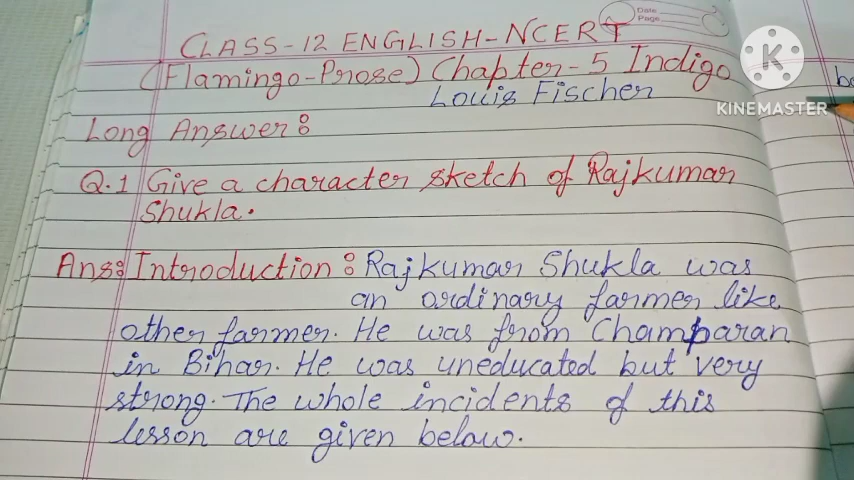 Date
Page
CLASS-12 ENGLISH-NCERT
(Flamingo-Prose) Chapter-5 Indigo
Louis Fischer
K
KINEMASTER
Long Answer:
Q.1 Give a character sketch of Rajkumar
Shukla.
Ans: Introduction: Rajkumar Shukla was
an ordinary farmer like
other farmer. He was from Champaran
in Bihar. He was uneducated but very
strong. The whole incidents of this
lesson are given below.